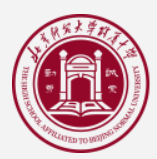 北京师范大学附属中学
THE HIGH SCHOOL AFFILIATED TO BEIJING NORMAL UNIVERSITY